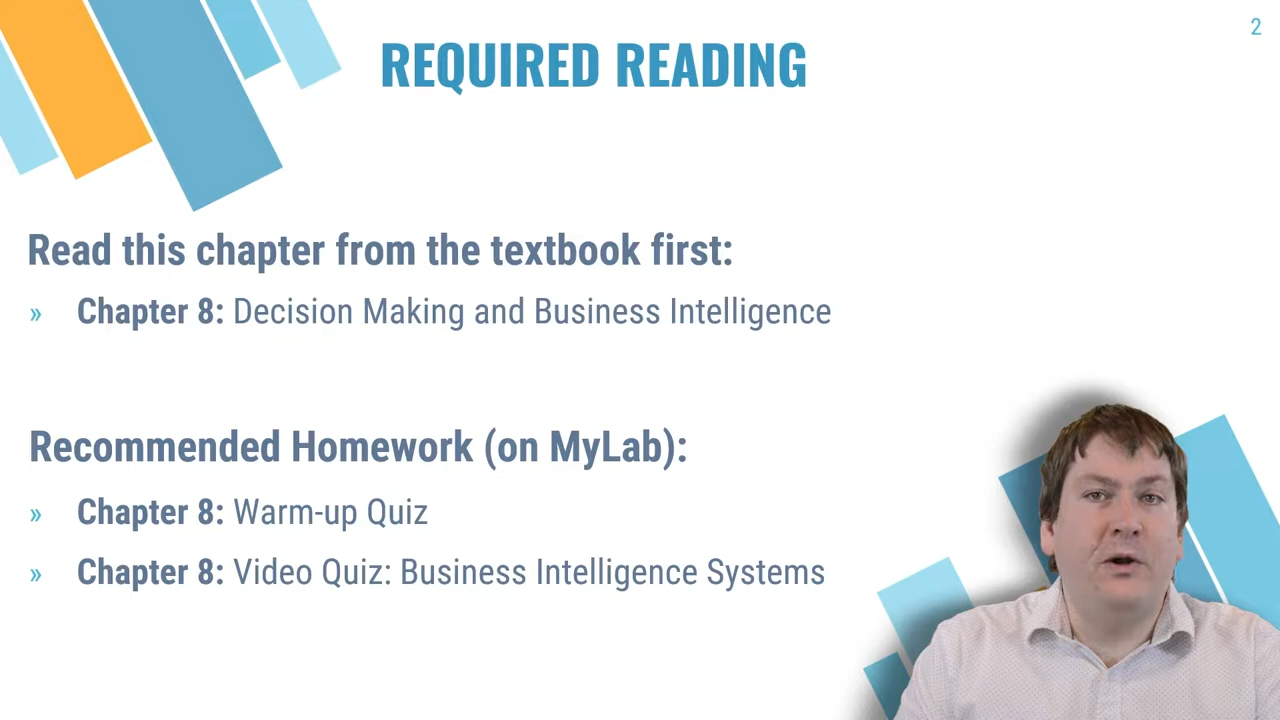 2
REQUIRED READING
Read this chapter from the textbook first:
» Chapter 8: Decision Making and Business Intelligence
Recommended Homework (on MyLab):
» Chapter 8: Warm-up Quiz
» Chapter 8: Video Quiz: Business Intelligence Systems